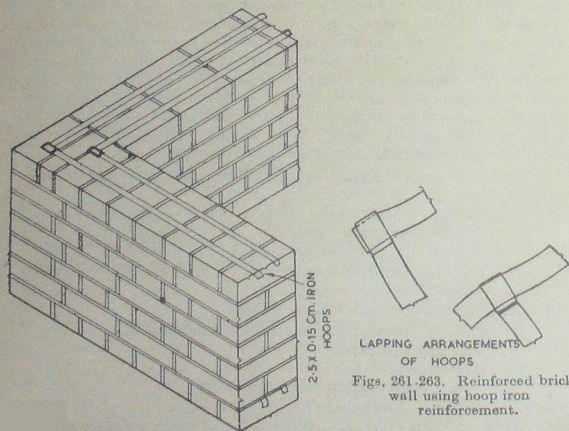 2-5 X 0-15 Cm. IRON
HOOPS
LAPPING ARRANGEMENTS
OF HOOPS
Figs. 261-263. Reinforced brick
wall using hoop iron
reinforcement.